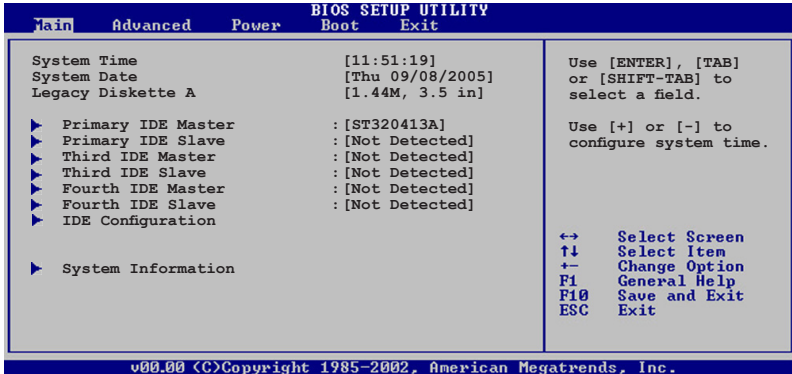 BIOS SETUP UTILITY
Main Advanced Power Boot Exit
System Time [11:51:19]
System Date [Thu 09/08/2005]
Legacy Diskette A [1.44M, 3.5 in]
Primary IDE Master :[ST320413A]
Primary IDE Slave :[Not Detected]
Third IDE Master :[Not Detected]
Third IDE Slave :[Not Detected]
Fourth IDE Master :[Not Detected]
Fourth IDE Slave :[Not Detected]
IDE Configuration
System Information
Use [ENTER], [TAB]
or [SHIFT-TAB] to
select a field.
Use [+] or [-] to
configure system time.
←→ Select Screen
↑↓ Select Item
+- Change Option
F1 General Help
F10 Save and Exit
ESC Exit
v00.00 (C)Copyright 1985-2002, American Megatrends, Inc.